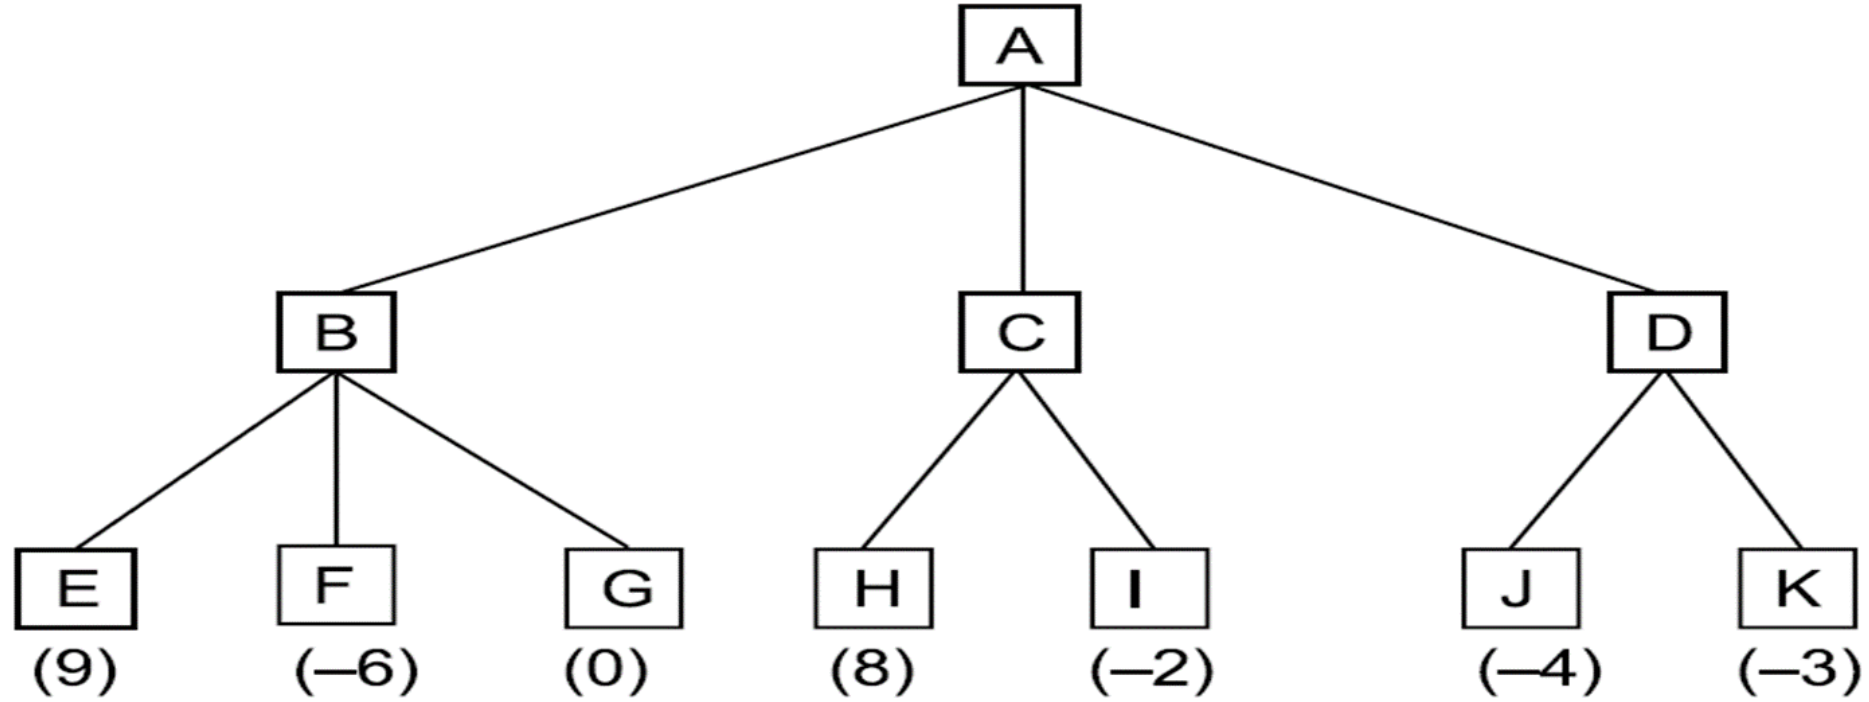 A
B C D
E F G H I J K
(9) (–6) (0) (8) (–2) (–4) (–3)